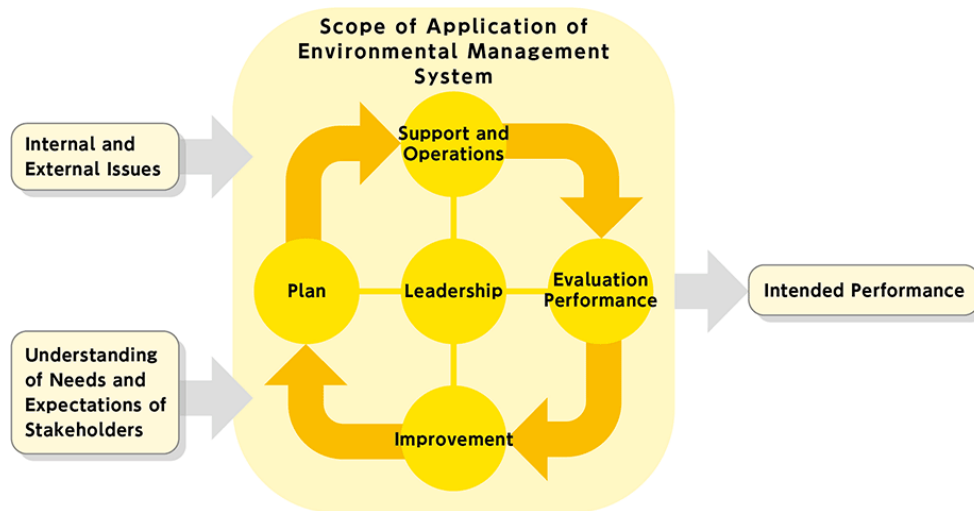 Scope of Application of
Environmental Management
System
Internal and
External Issues
Support and
Operations
Plan
Leadership
Evaluation
Performance
Intended Performance
Understanding
of Needs and
Expectations of
Stakeholders
Improvement